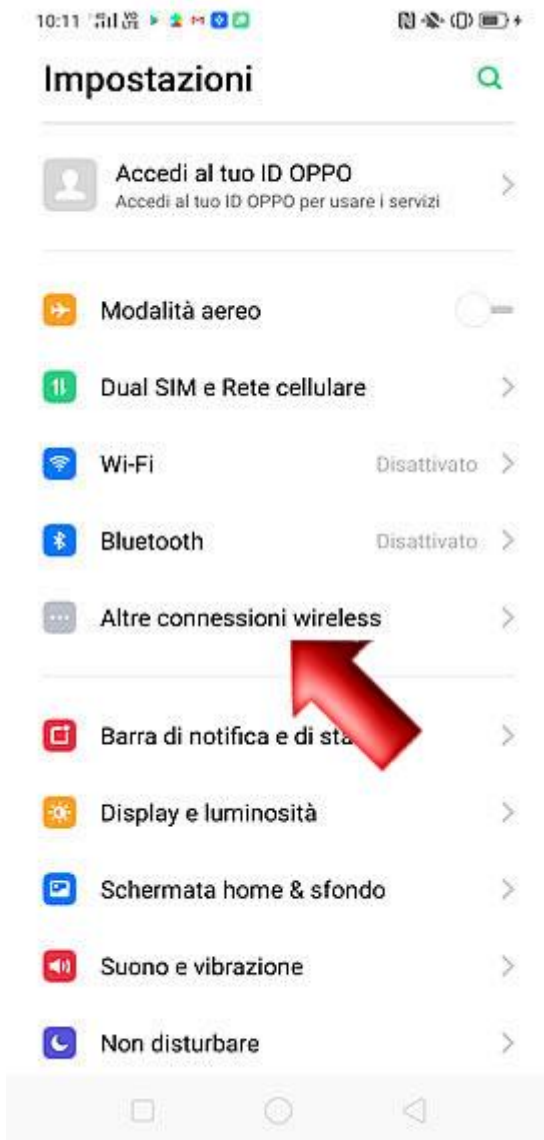 10:11
Impostazioni
Accedi al tuo ID OPPO
Accedi al tuo ID OPPO per usare i servizi
Modalità aereo
Dual SIM e Rete cellulare
Wi-Fi Disattivato
Bluetooth Disattivato
Altre connessioni wireless
Barra di notifica e di
Display e luminosità
Schermata home & sfondo
Suono e vibrazione
Non disturbare